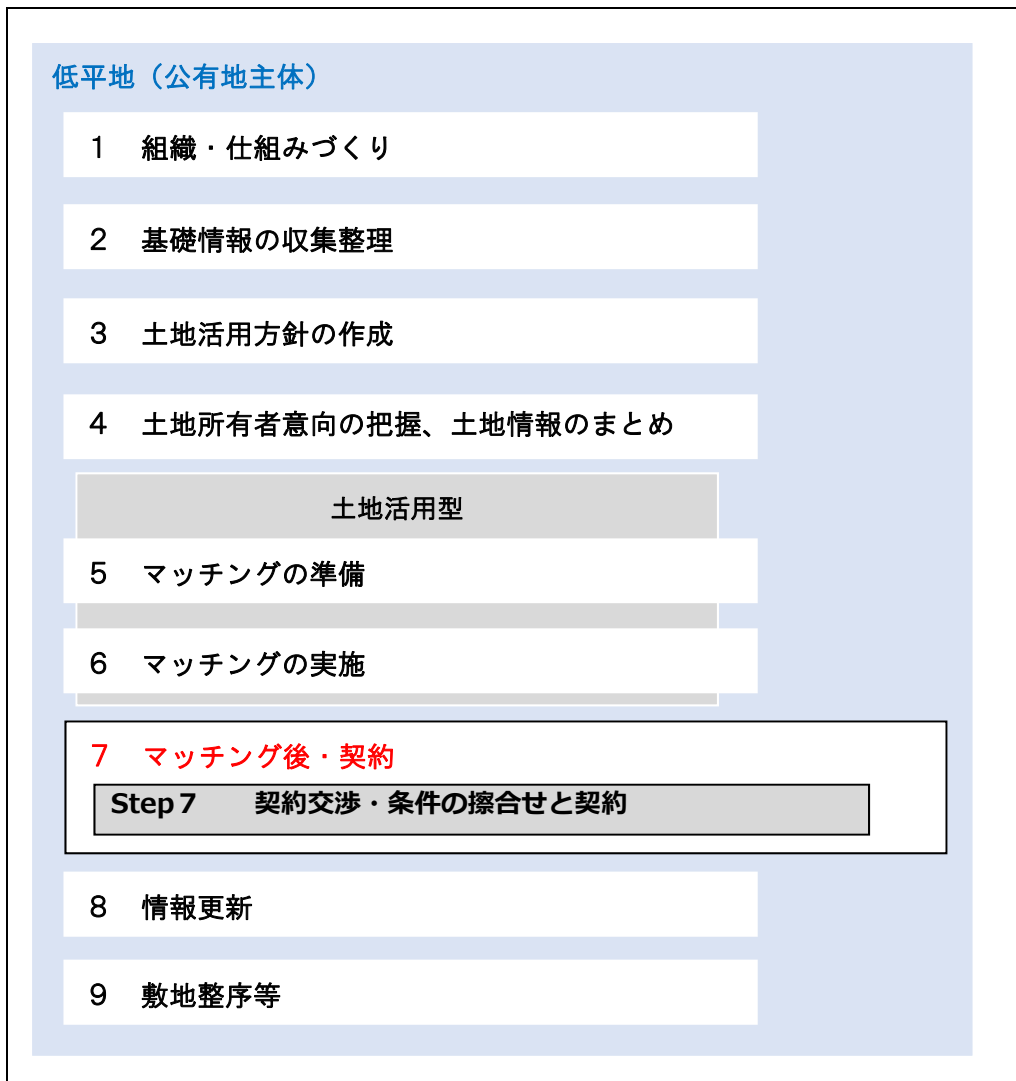 低平地（公有地主体）
１　組織・仕組みづくり
２　基礎情報の収集整理
３　土地活用方針の作成
４　土地所有者意向の把握、土地情報のまとめ
土地活用型
５　マッチングの準備
６　マッチングの実施
７　マッチング後・契約
Step７　契約交渉・条件の擦合せと契約
８　情報更新
９　敷地整序等